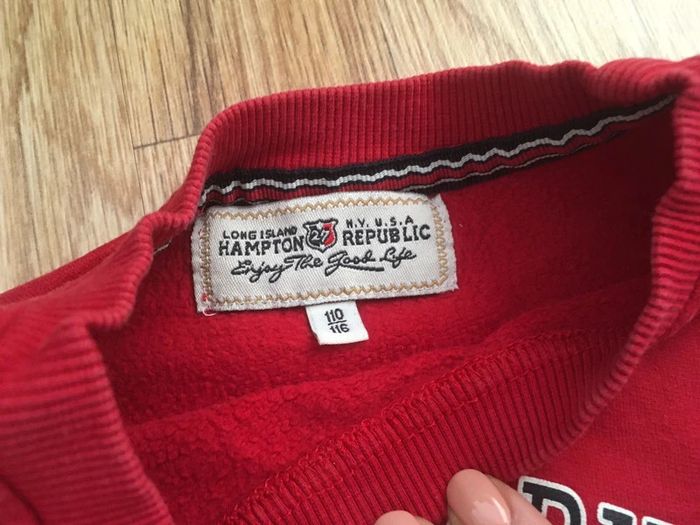 LONG ISLAND N.Y. U.S.A
HAMPTON 27 REPUBLIC
Enjoy The Good Life
110
116